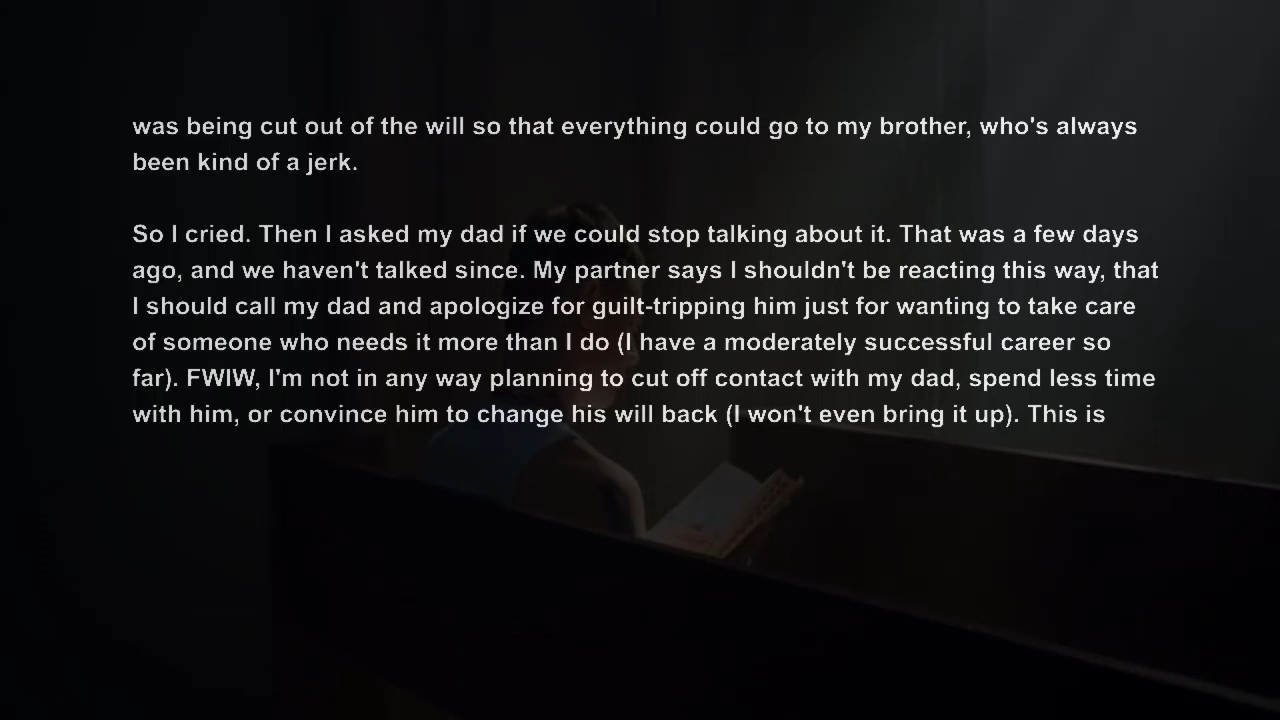 was being cut out of the will so that everything could go to my brother, who's always
been kind of a jerk.
So I cried. Then I asked my dad if we could stop talking about it. That was a few days
ago, and we haven't talked since. My partner says I shouldn't be reacting this way, that
I should call my dad and apologize for guilt-tripping him just for wanting to take care
of someone who needs it more than I do (I have a moderately successful career so
far). FWIW, I'm not in any way planning to cut off contact with my dad, spend less time
with him, or convince him to change his will back (I won't even bring it up). This is